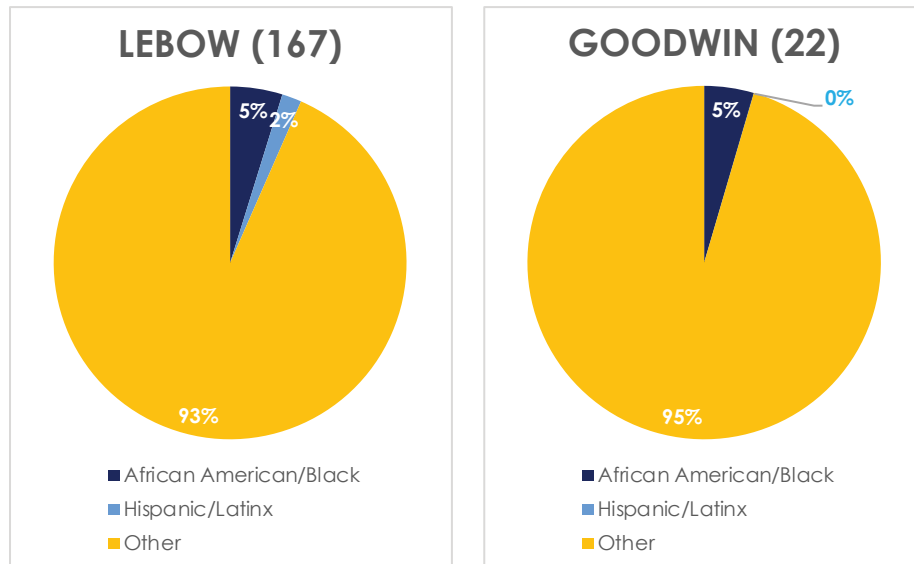 LEBOW (167)
5%
2%
93%
African American/Black
Hispanic/Latinx
Other
GOODWIN (22)
0%
5%
95%
African American/Black
Hispanic/Latinx
Other